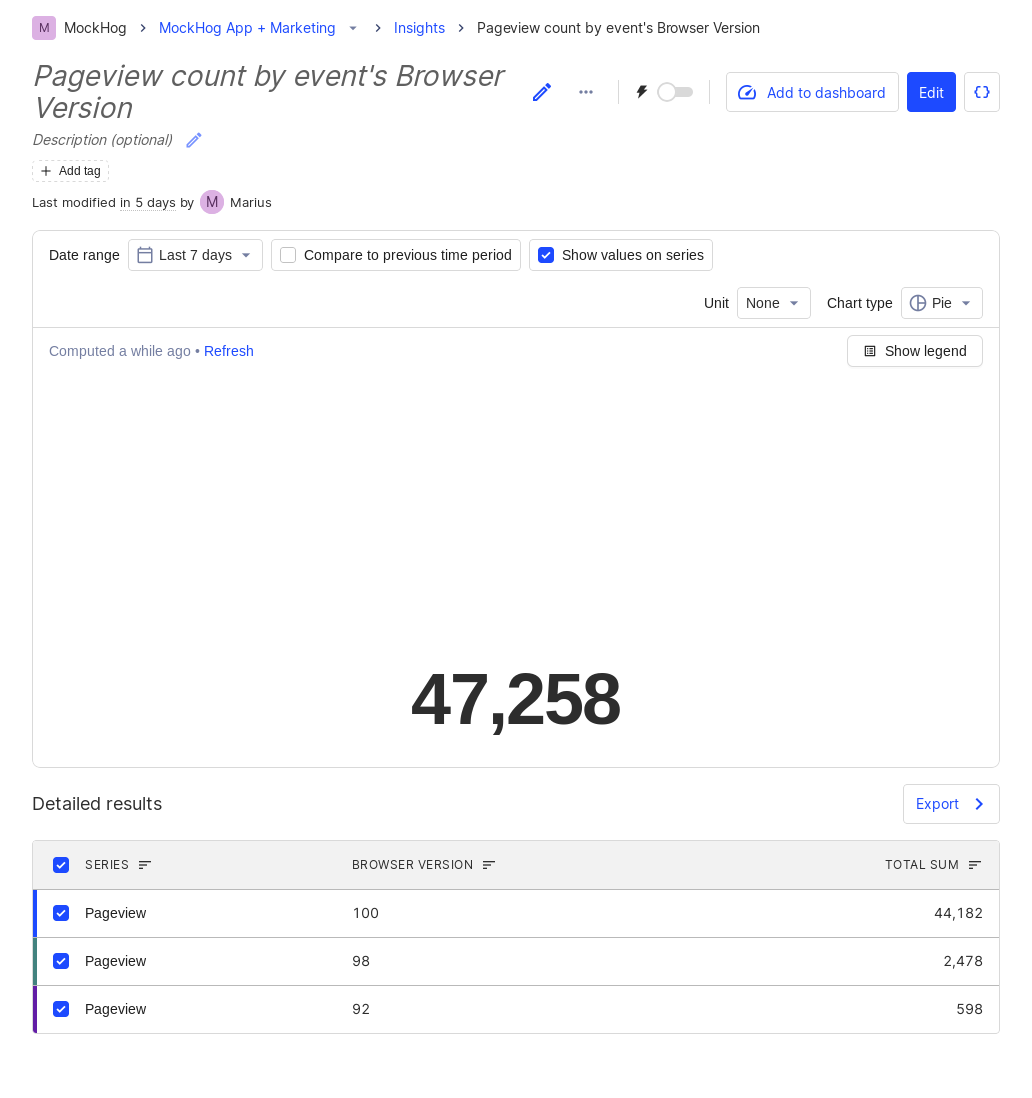 M MockHog MockHog App + Marketing Insights Pageview count by event's Browser Version
Pageview count by event's Browser
Version
Add to dashboard Edit
Description (optional)
Add tag
Last modified in 5 days by M Marius
Date range Last 7 days Compare to previous time period Show values on series
Unit None Chart type Pie
Computed a while ago • Refresh Show legend
47,258
Detailed results Export
SERIES BROWSER VERSION TOTAL SUM
Pageview 100 44,182
Pageview 98 2,478
Pageview 92 598